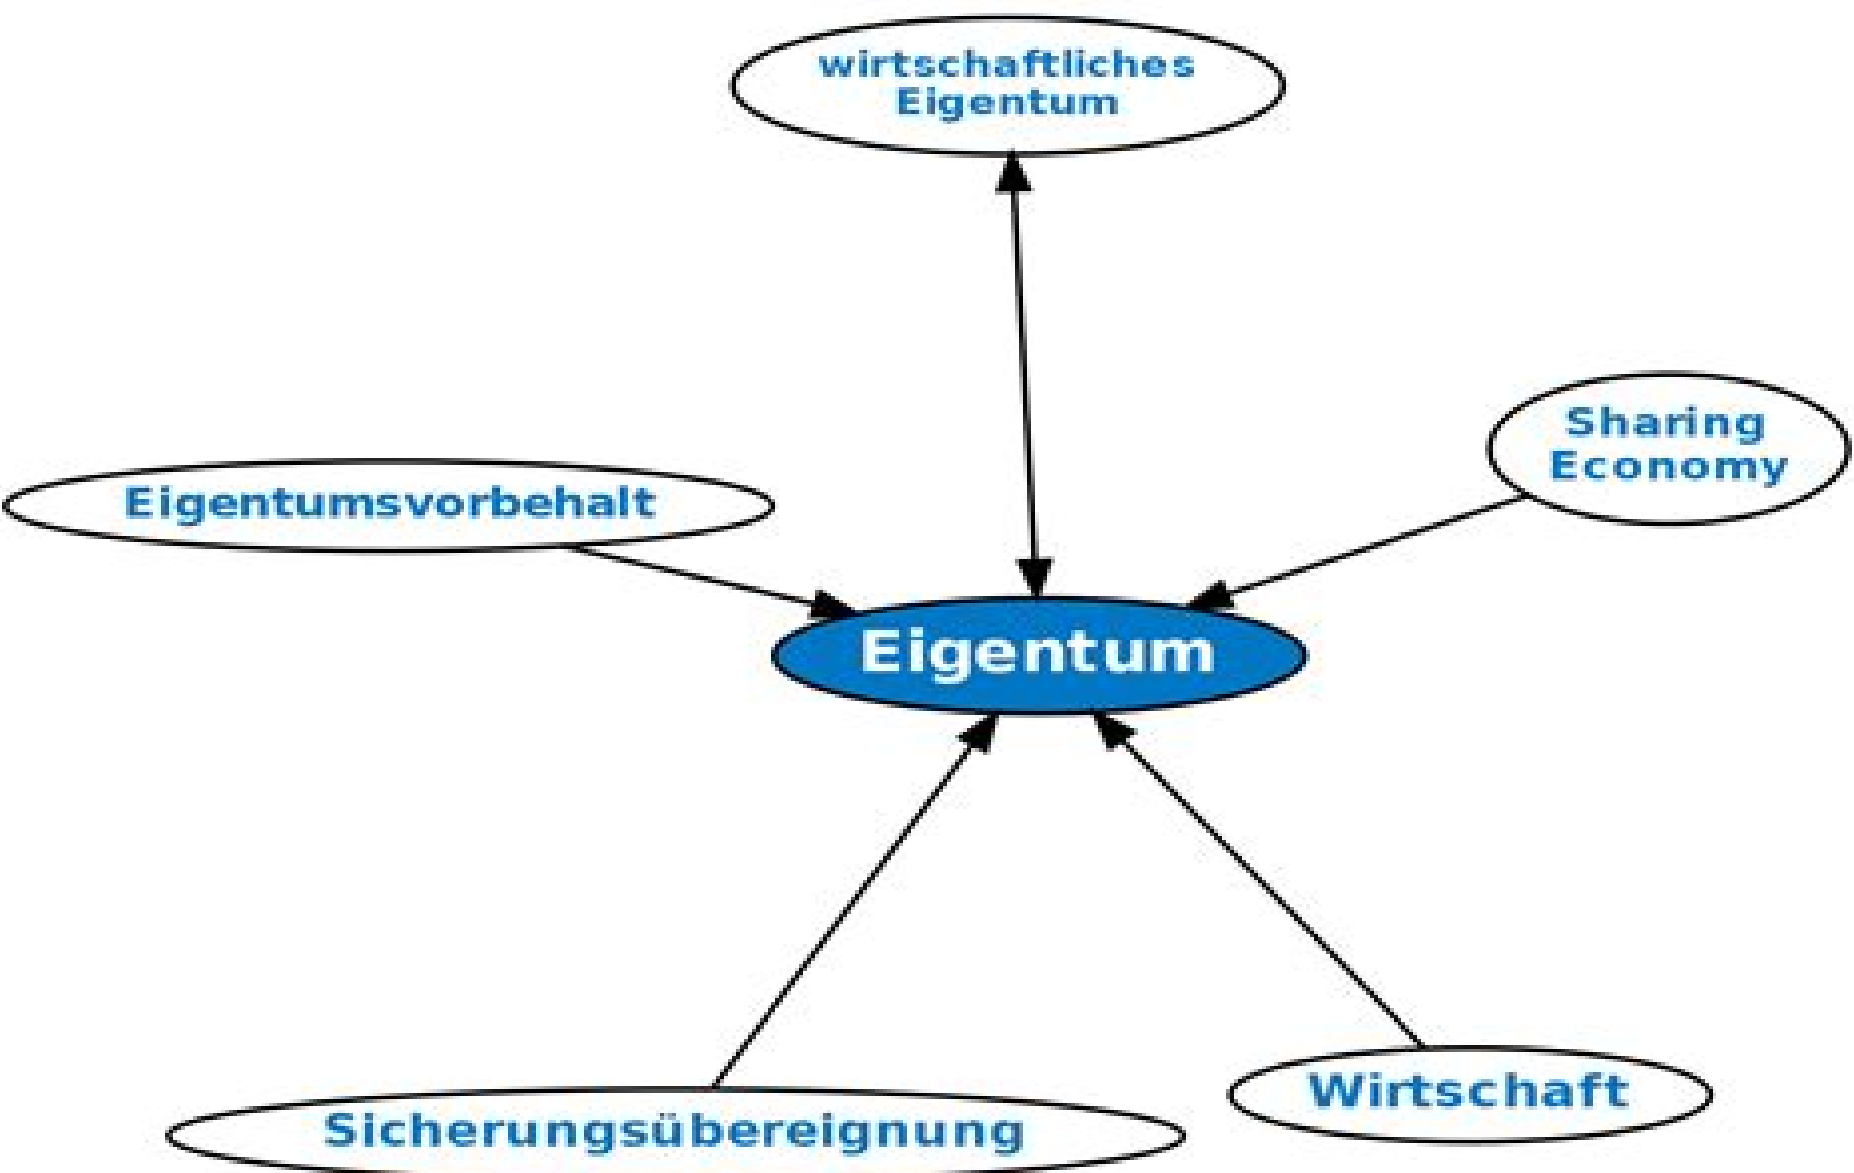 wirtschaftliches
Eigentum
Sharing
Economy
Eigentumsvorbehalt
Eigentum
Wirtschaft
Sicherungsübereignung